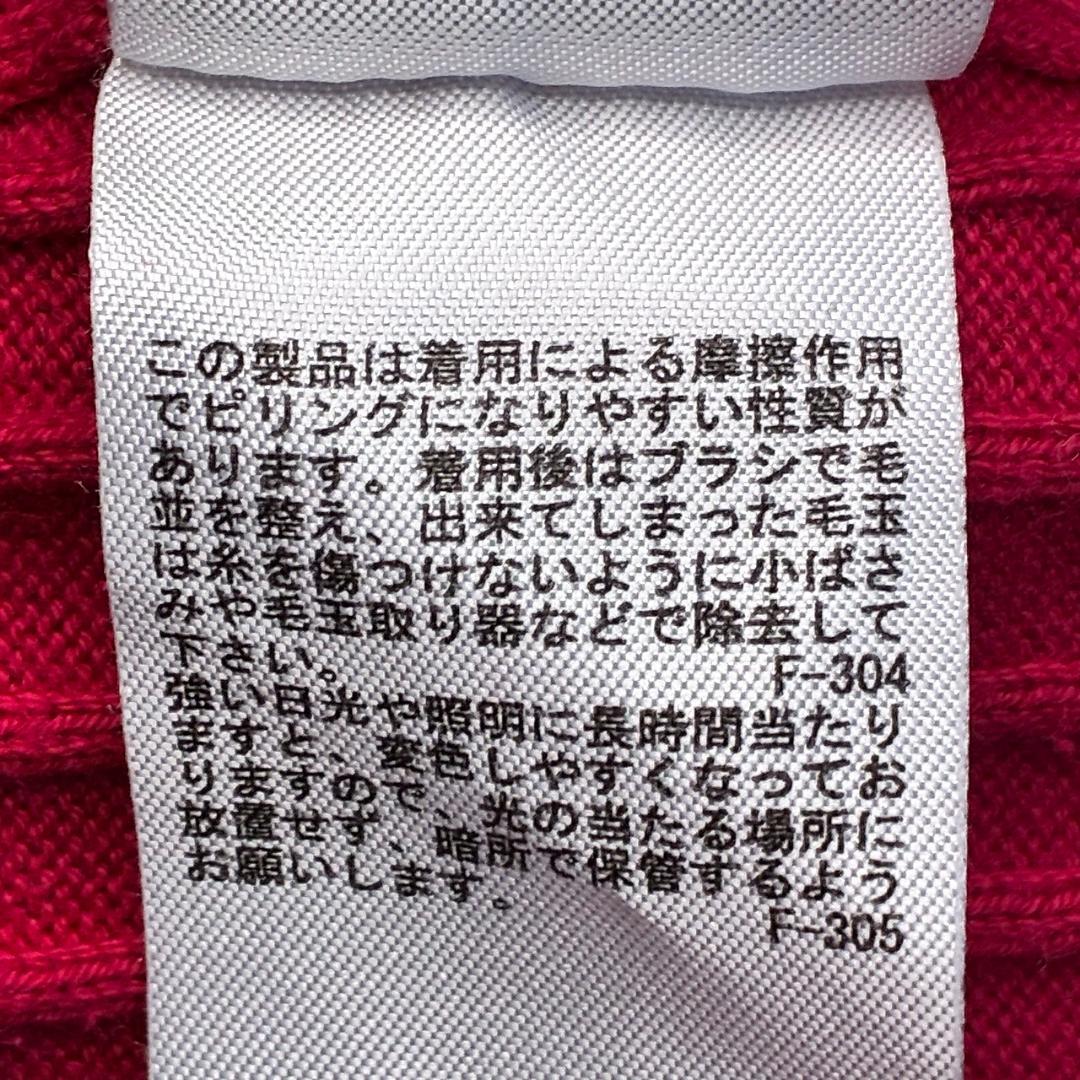 この製品は着用による摩擦作用
でピリングになりやすい性質が
あります。着用後はブラシで毛
並を整え、出来てしまった毛玉
は糸を傷つけないように小ばさ
みや毛玉取り器などで除去して
下さい。
F-304
強い日光や照明に長時間当たり
ますと、変色しやすくなってお
りますので、光の当たる場所に
放置せず、暗所で保管するよう
お願いします。
F-305